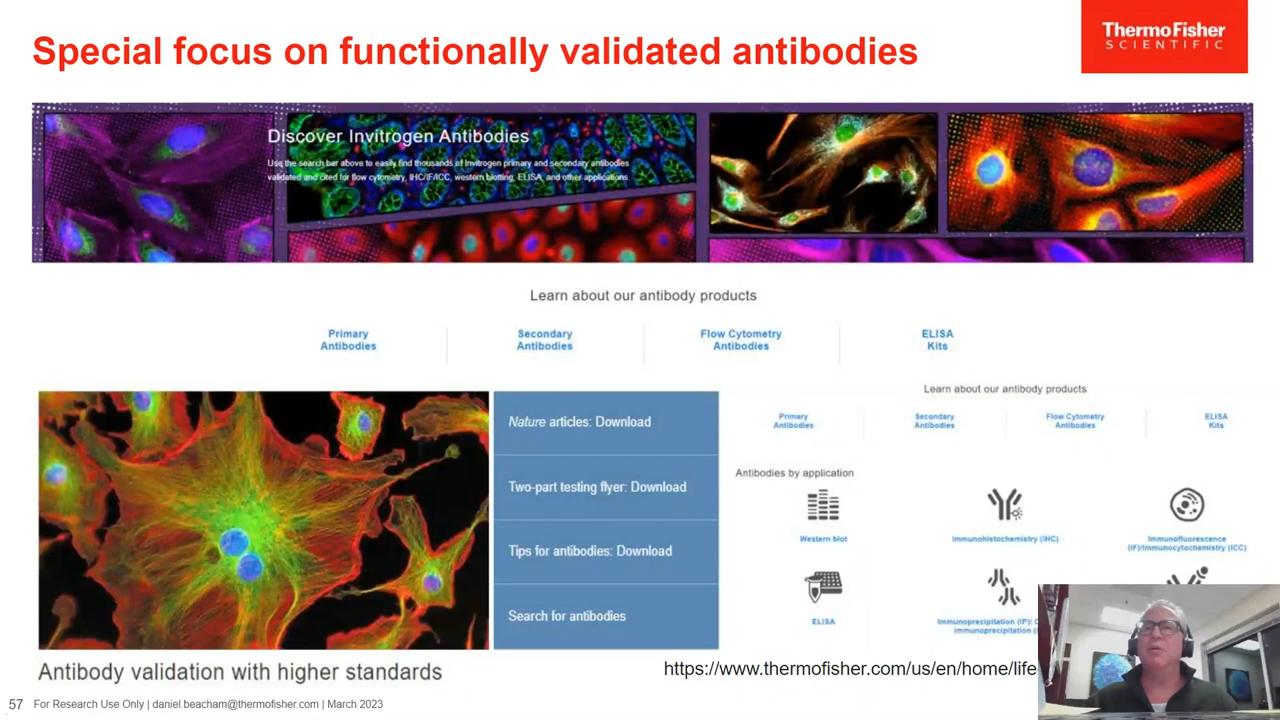 Special focus on functionally validated antibodies
ThermoFisher
SCIENTIFIC
Discover Invitrogen Antibodies
Use the search bar above to easily find thousands of Invitrogen primary and secondary antibodies
validated and cited for flow cytometry, IHC/IF/ICC, western blotting, ELISA, and other applications
Learn about our antibody products
Primary
Antibodies
Secondary
Antibodies
Flow Cytometry
Antibodies
ELISA
Kits
Nature articles: Download
Two-part testing flyer: Download
Tips for antibodies: Download
Search for antibodies
Learn about our antibody products
Primary
Antibodies
Secondary
Antibodies
Flow Cytometry
Antibodies
ELISA
Kits
Antibodies by application
Western blot
Immunohistochemistry (IHC)
Immunofluorescence
(IF)/Immunocytochemistry (ICC)
ELISA
Immunoprecipitation (IP)/
immunoprecipitation
Antibody validation with higher standards
https://www.thermofisher.com/us/en/home/life
57 For Research Use Only | daniel.beacham@thermofisher.com | March 2023